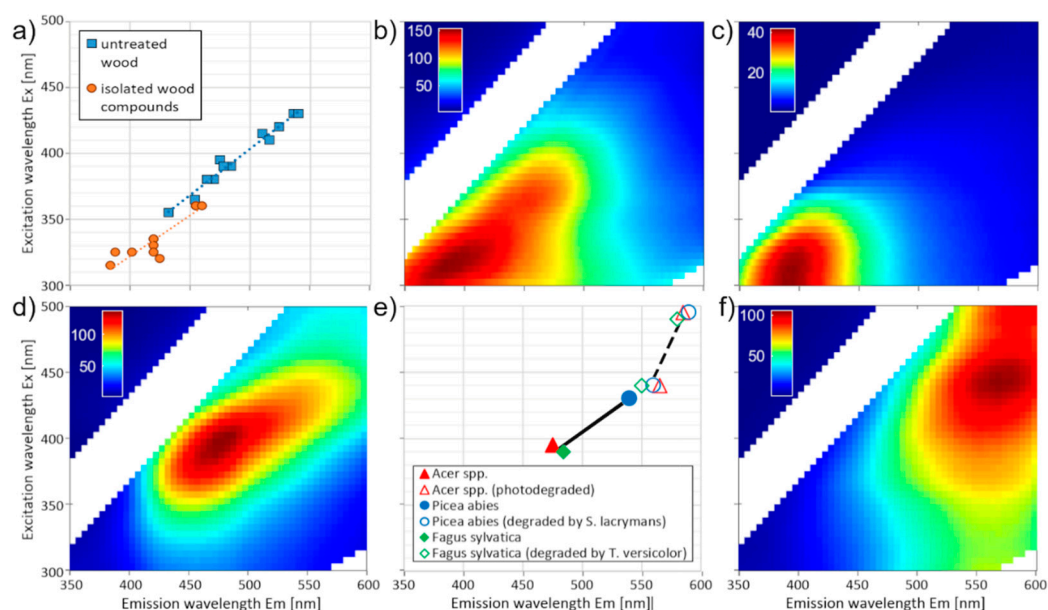 a)
500
450
400
350
300
Excitation wavelength Ex [nm]
untreated
wood
isolated wood
compounds
b)
150
100
50
c)
40
20
d)
500
450
400
350
300
Excitation wavelength Ex [nm]
100
50
350 400 450 500 550 600
Emission wavelength Em [nm]
e)
Acer spp.
Acer spp. (photodegraded)
Picea abies
Picea abies (degraded by S. lacrymans)
Fagus sylvatica
Fagus sylvatica (degraded by T. versicolor)
350 400 450 500 550 600
Emission wavelength Em [nm]
f)
100
50
350 400 450 500 550 600
Emission wavelength Em [nm]